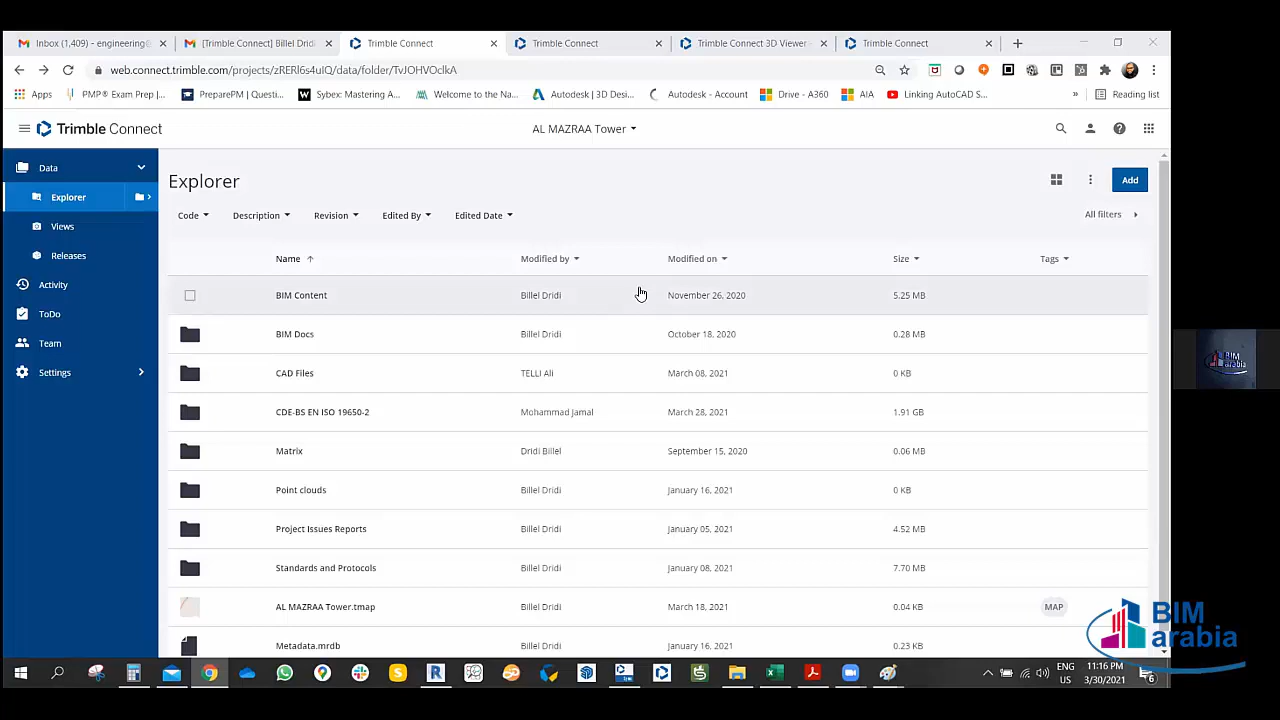 Inbox (1,409) – engineering
[Trimble Connect] Billel Dridi
Trimble Connect
Trimble Connect
Trimble Connect 3D Viewer
Trimble Connect
web.connect.trimble.com/projects/zRERl6s4uIQ/data/folder/TvJOHVOclkA
Apps
PMP® Exam Prep |...
PreparePM | Questi...
Sybex: Mastering A...
Welcome to the Na...
Autodesk | 3D Desi...
Autodesk - Account
Drive - A360
AIA
Linking AutoCAD S...
»
Reading list
Trimble Connect
AL MAZRAA Tower
Data
Explorer
Views
Releases
Activity
ToDo
Team
Settings
Explorer
Add
Code
Description
Revision
Edited By
Edited Date
All filters
Name Modified by Modified on Size Tags
BIM Content Billel Dridi November 26, 2020 5.25 MB
BIM Docs Billel Dridi October 18, 2020 0.28 MB
CAD Files TELLI Ali March 08, 2021 0 KB
CDE-BS EN ISO 19650-2 Mohammad Jamal March 28, 2021 1.91 GB
Matrix Dridi Billel September 15, 2020 0.06 MB
Point clouds Billel Dridi January 16, 2021 0 KB
Project Issues Reports Billel Dridi January 05, 2021 4.52 MB
Standards and Protocols Billel Dridi January 08, 2021 7.70 MB
AL MAZRAA Tower.tmap Billel Dridi March 18, 2021 0.04 KB MAP
Metadata.mrdb Billel Dridi January 16, 2021 0.23 KB
BIM
arabia
BIM
arabia
ENG
US
11:16 PM
3/30/2021
6